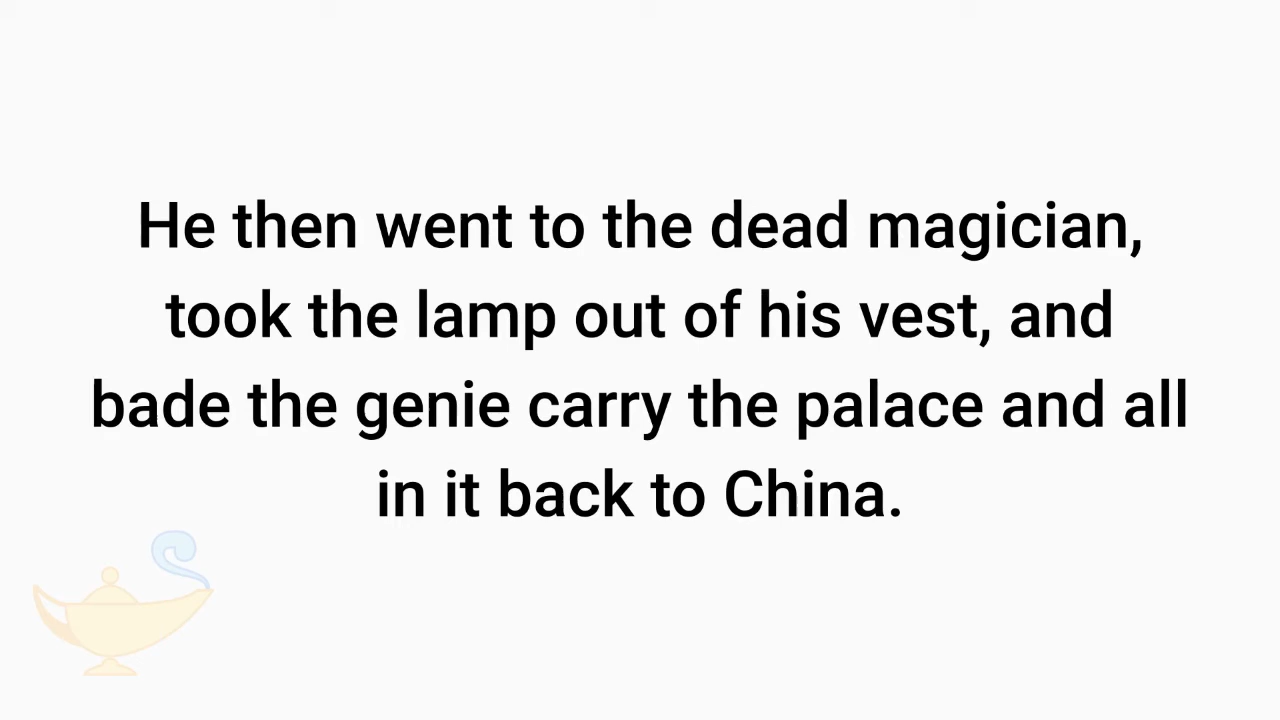 He then went to the dead magician,
took the lamp out of his vest, and
bade the genie carry the palace and all
in it back to China.